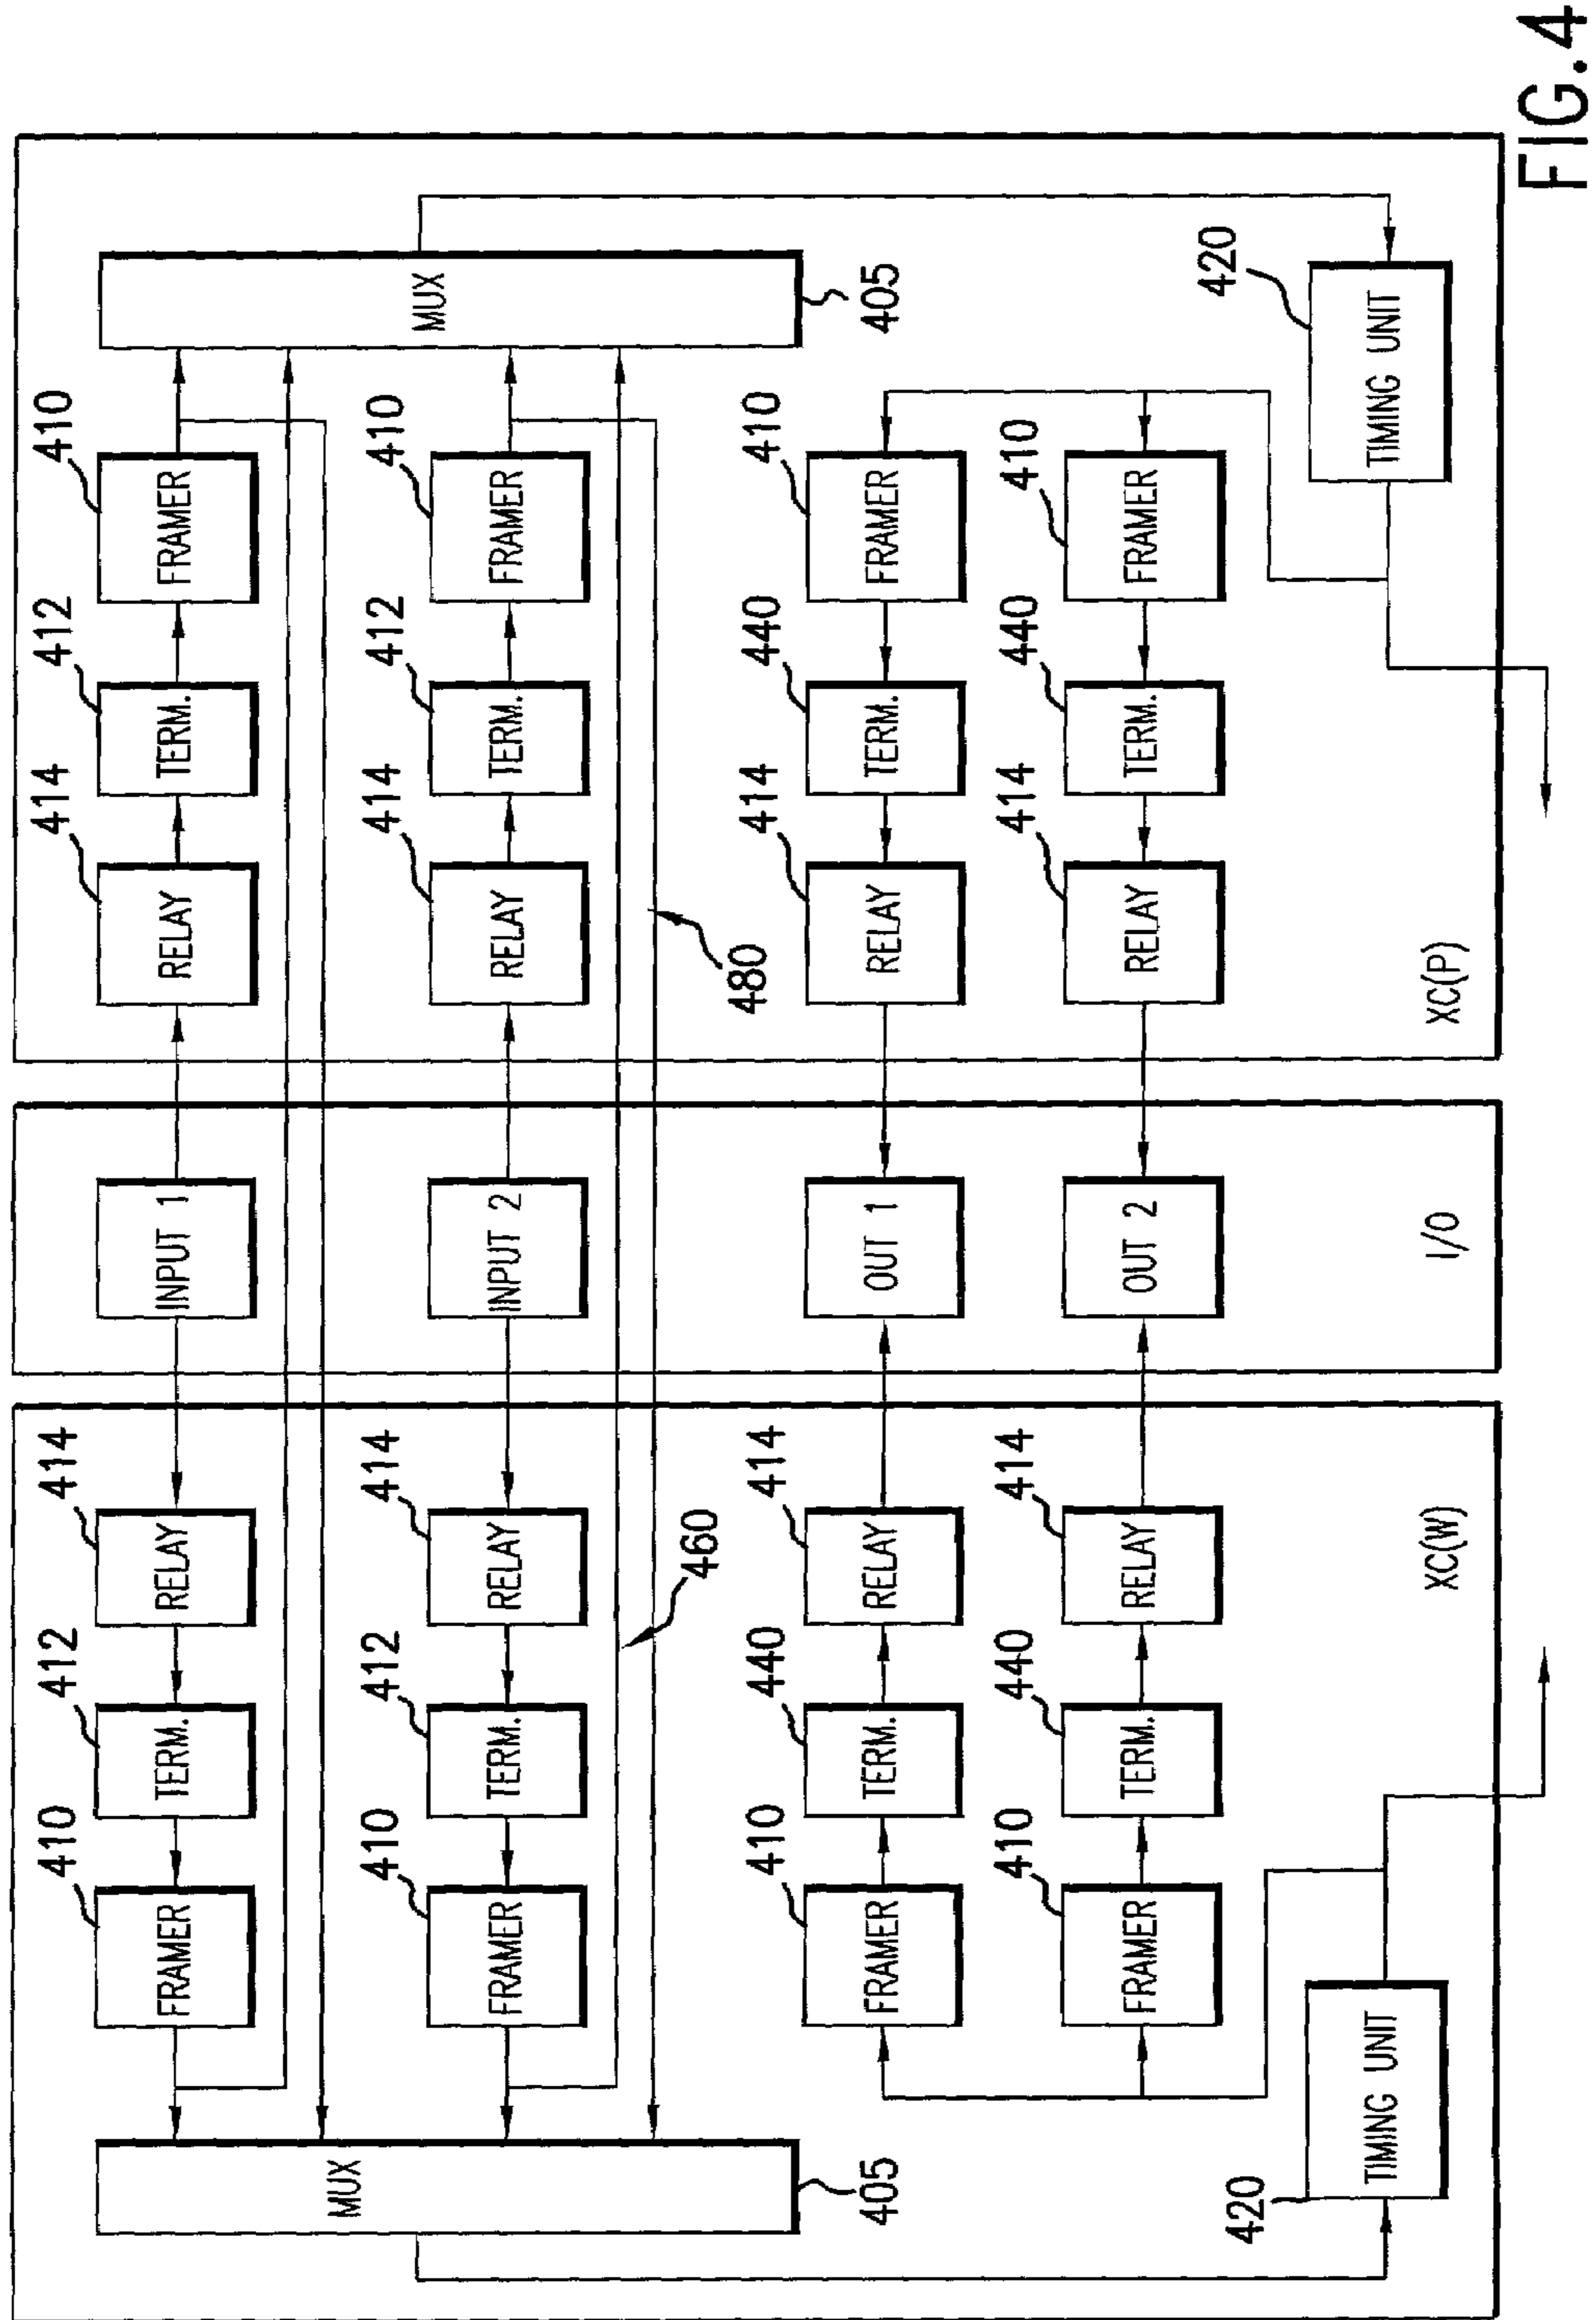 410 412 414 414 412 410
FRAMER TERM. RELAY INPUT 1 RELAY TERM. FRAMER
MUX MUX
410 412 414 414 412 410
FRAMER TERM. RELAY INPUT 2 RELAY TERM. FRAMER
460 480
410 440 414 414 440 410
405 405
FRAMER TERM. RELAY OUT 1 RELAY TERM. FRAMER
410 440 414 414 440 410
FRAMER TERM. RELAY OUT 2 RELAY TERM. FRAMER
420 420
TIMING UNIT TIMING UNIT
XC(W) I/O XC(P)
FIG.4